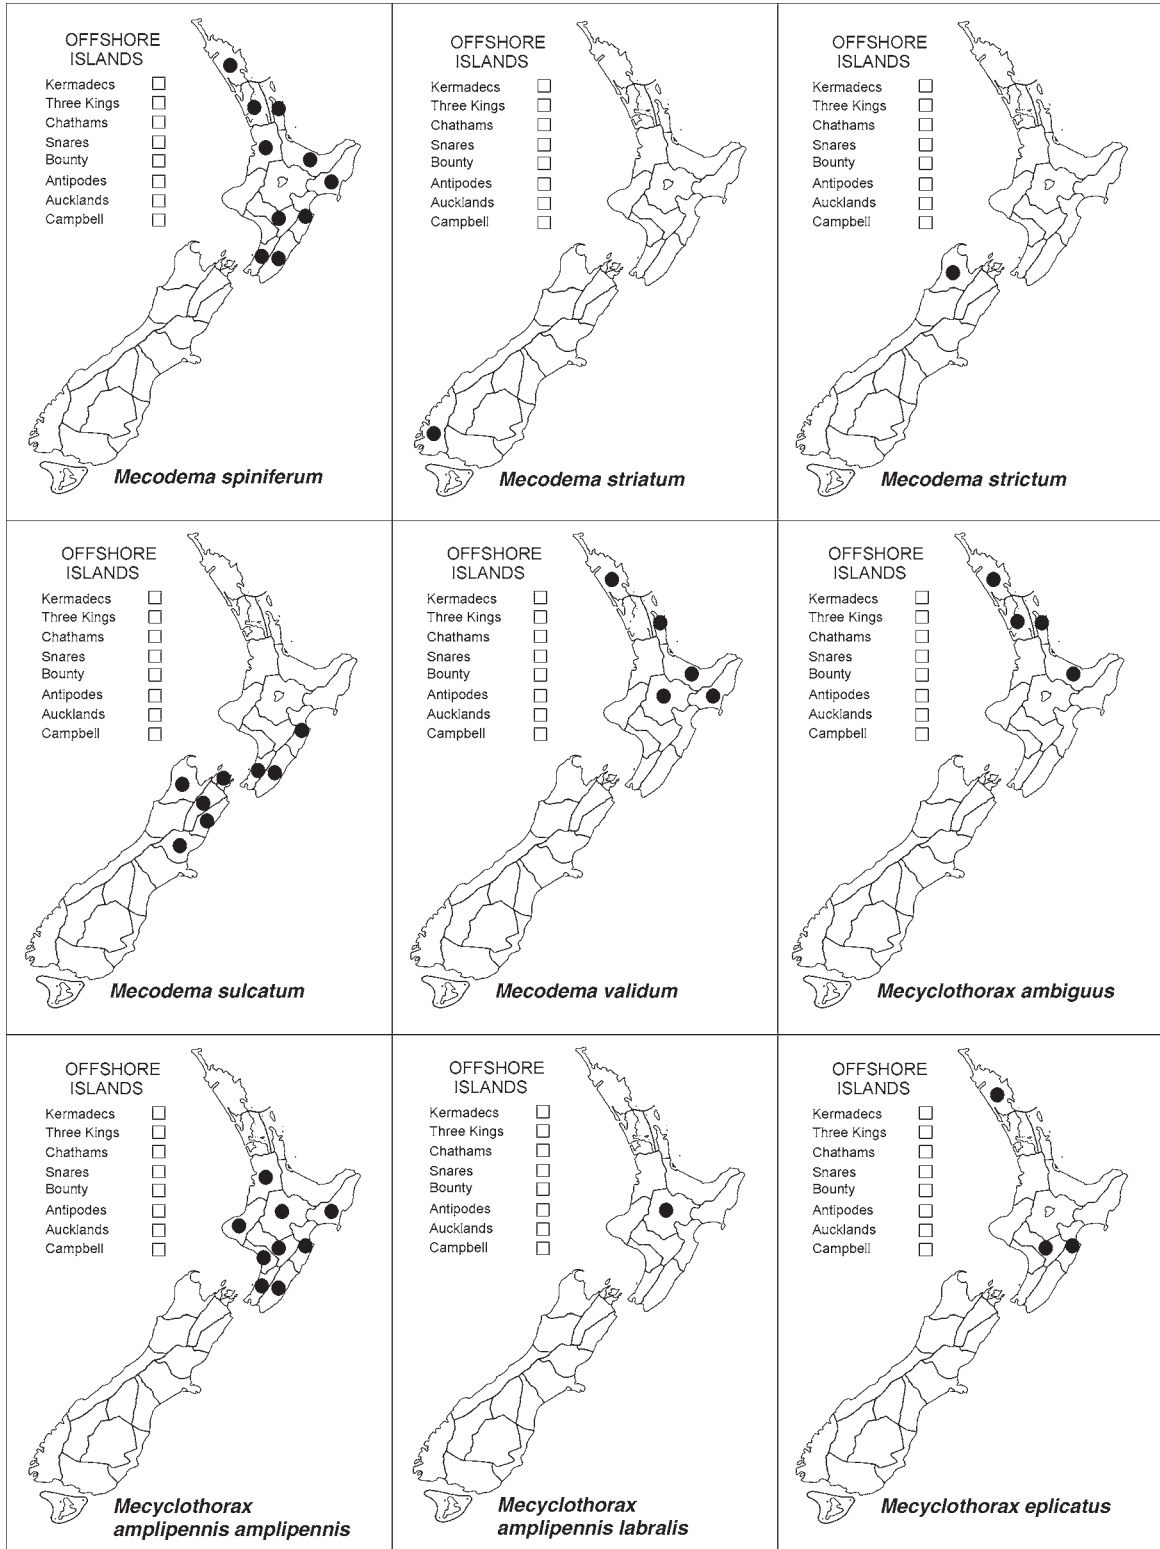 OFFSHORE
ISLANDS
Kermadecs
Three Kings
Chathams
Snares
Bounty
Antipodes
Aucklands
Campbell
Mecodema spiniferum
OFFSHORE
ISLANDS
Kermadecs
Three Kings
Chathams
Snares
Bounty
Antipodes
Aucklands
Campbell
Mecodema striatum
OFFSHORE
ISLANDS
Kermadecs
Three Kings
Chathams
Snares
Bounty
Antipodes
Aucklands
Campbell
Mecodema strictum
OFFSHORE
ISLANDS
Kermadecs
Three Kings
Chathams
Snares
Bounty
Antipodes
Aucklands
Campbell
Mecodema sulcatum
OFFSHORE
ISLANDS
Kermadecs
Three Kings
Chathams
Snares
Bounty
Antipodes
Aucklands
Campbell
Mecodema validum
OFFSHORE
ISLANDS
Kermadecs
Three Kings
Chathams
Snares
Bounty
Antipodes
Aucklands
Campbell
Mecyclothorax ambiguus
OFFSHORE
ISLANDS
Kermadecs
Three Kings
Chathams
Snares
Bounty
Antipodes
Aucklands
Campbell
Mecyclothorax
amplipennis amplipennis
OFFSHORE
ISLANDS
Kermadecs
Three Kings
Chathams
Snares
Bounty
Antipodes
Aucklands
Campbell
Mecyclothorax
amplipennis labralis
OFFSHORE
ISLANDS
Kermadecs
Three Kings
Chathams
Snares
Bounty
Antipodes
Aucklands
Campbell
Mecyclothorax eplicatus